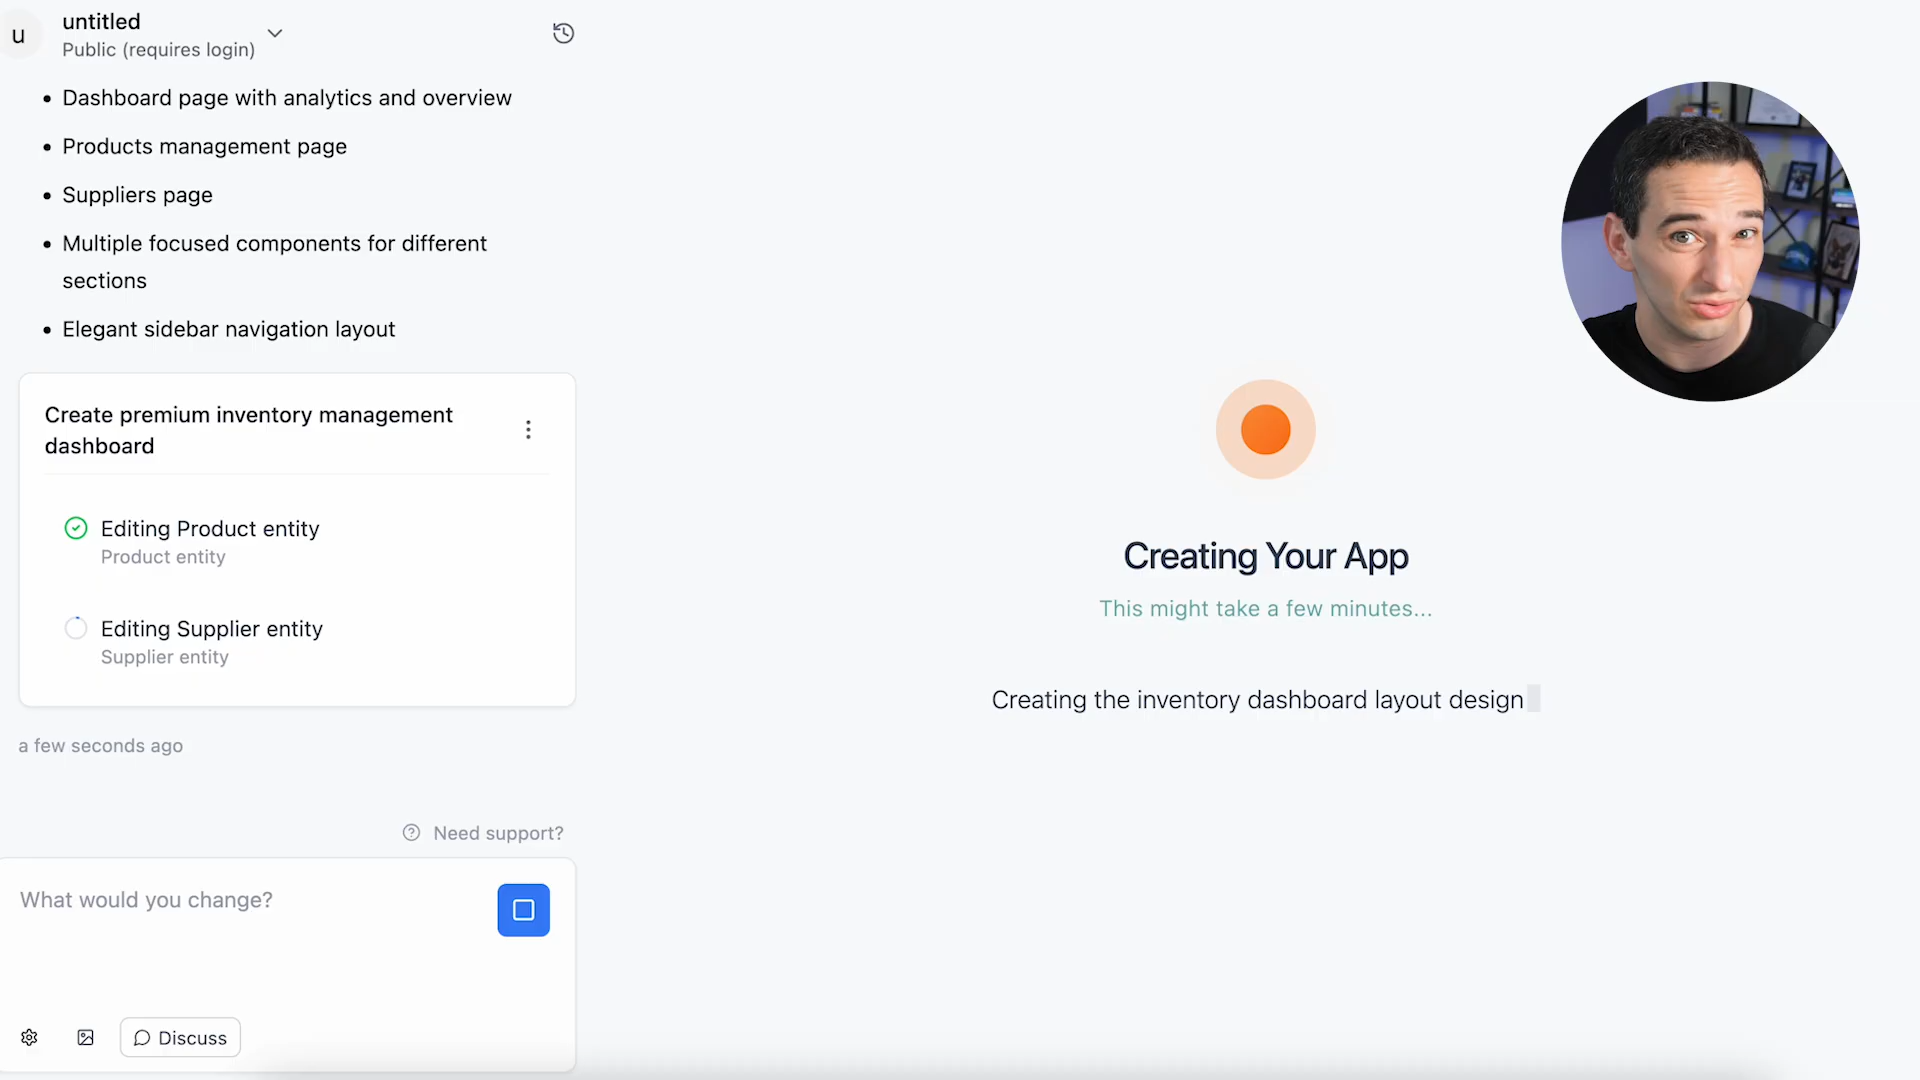 u
untitled
Public (requires login)
Dashboard page with analytics and overview
Products management page
Suppliers page
Multiple focused components for different
sections
Elegant sidebar navigation layout
Create premium inventory management
dashboard
Editing Product entity
Product entity
Editing Supplier entity
Supplier entity
a few seconds ago
Need support?
What would you change?
Discuss
Creating Your App
This might take a few minutes...
Creating the inventory dashboard layout design